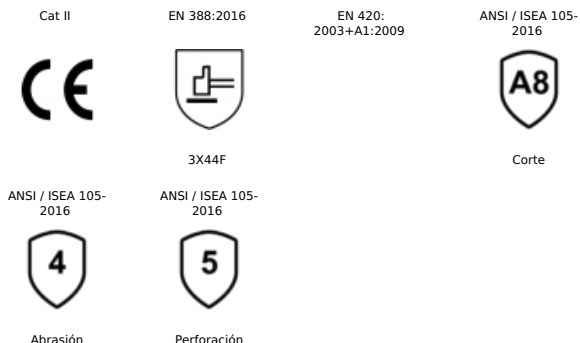 Cat II
EN 388:2016
EN 420:
2003+A1:2009
ANSI / ISEA 105-
2016
CE
A8
3X44F
Corte
ANSI / ISEA 105-
2016
ANSI / ISEA 105-
2016
4
5
Abrasión
Perforación